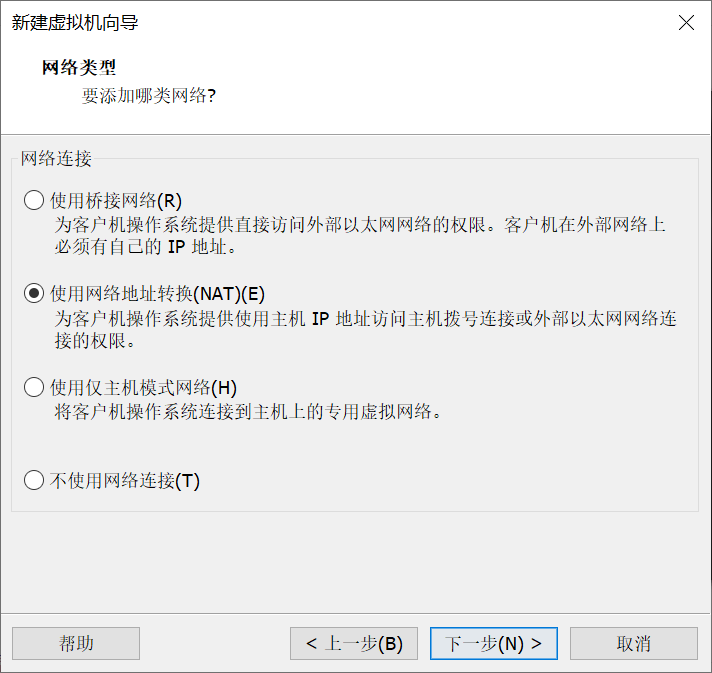 新建虚拟机向导
网络类型
要添加哪类网络?
网络连接
使用桥接网络(R)
为客户机操作系统提供直接访问外部以太网网络的权限。客户机在外部网络上
必须有自己的 IP 地址。
使用网络地址转换(NAT)(E)
为客户机操作系统提供使用主机 IP 地址访问主机拨号连接或外部以太网网络连
接的权限。
使用仅主机模式网络(H)
将客户机操作系统连接到主机上的专用虚拟网络。
不使用网络连接(T)
帮助
< 上一步(B)
下一步(N) >
取消